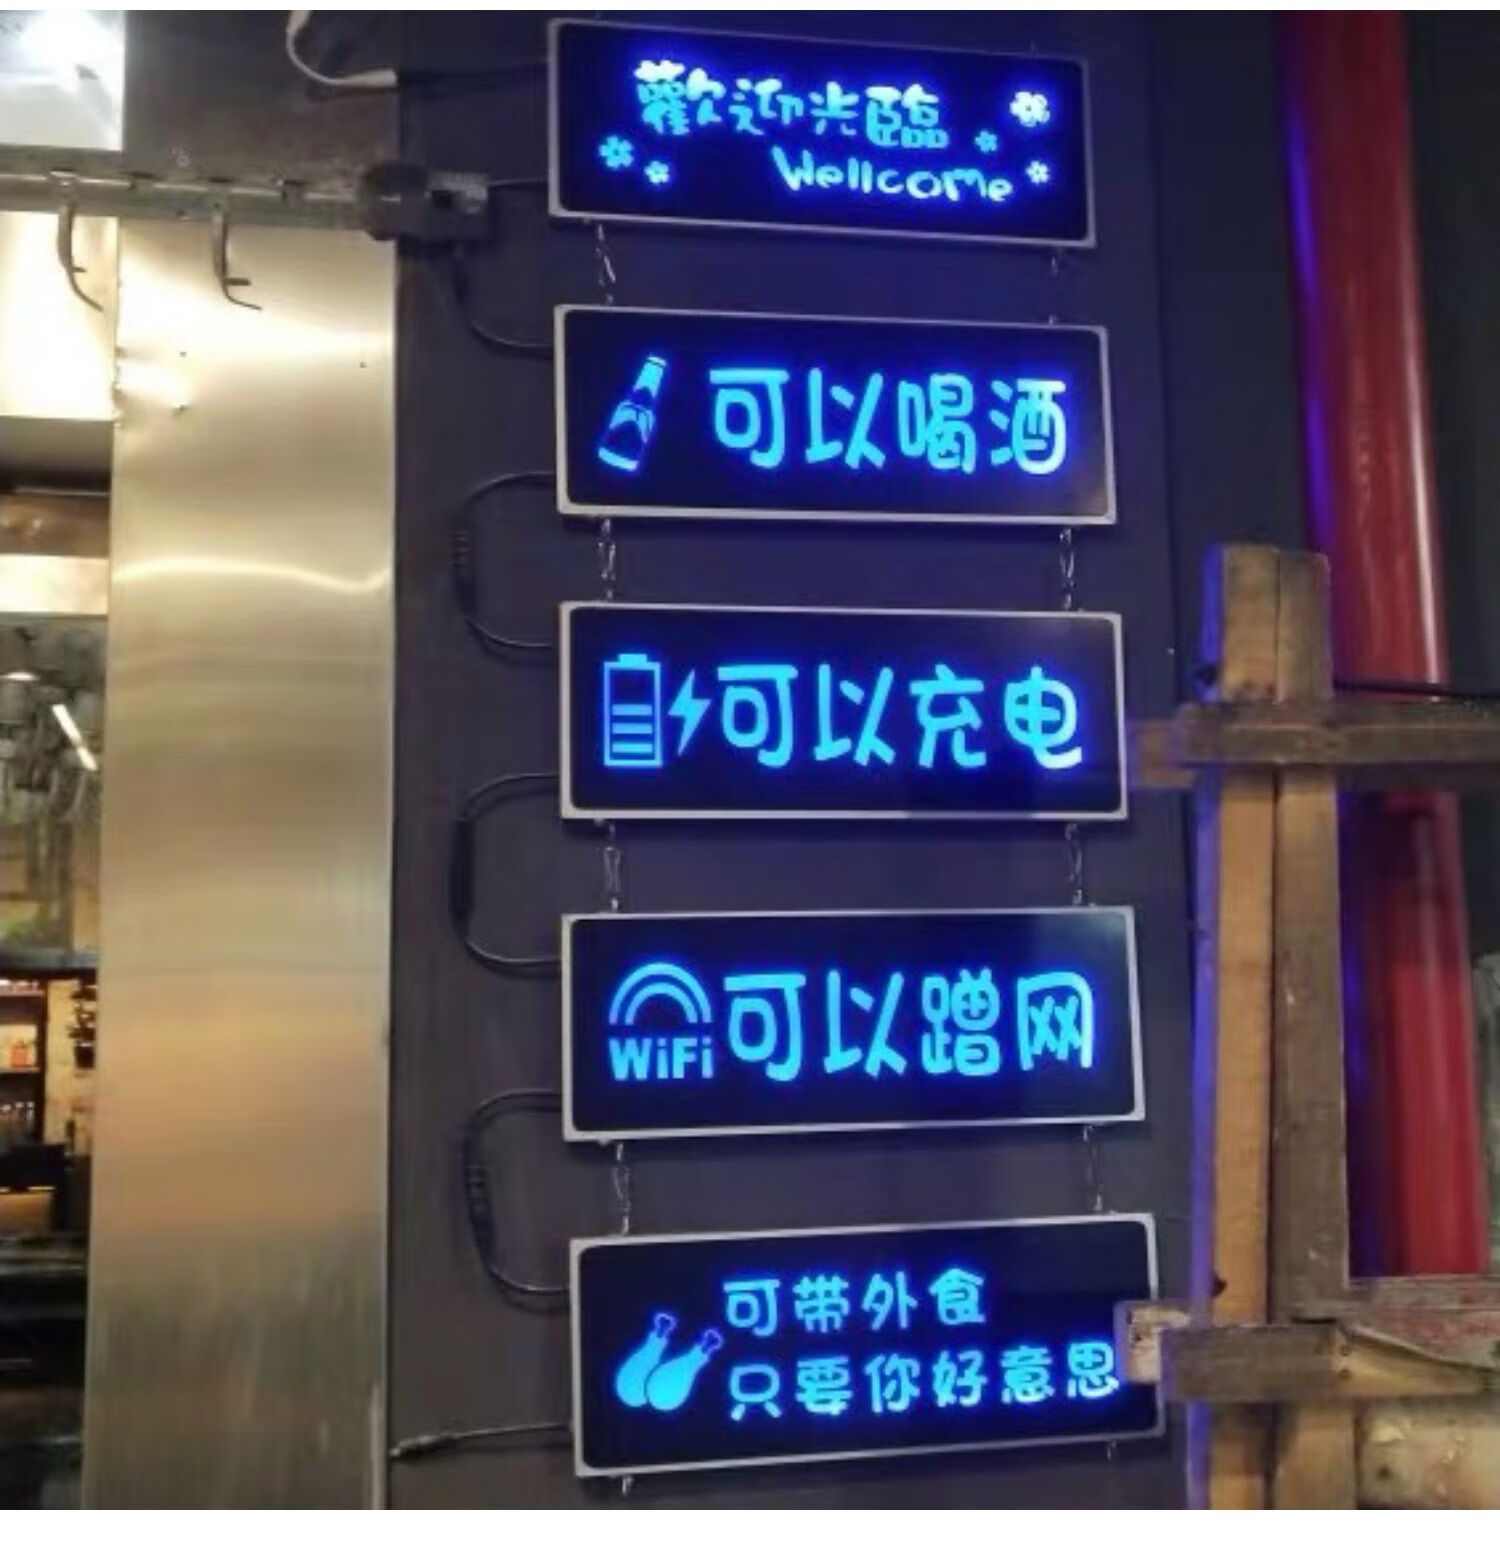 歡迎光臨
Wellcome
可以喝酒
可以充电
WiFi 可以蹭网
可带外食
只要你好意思